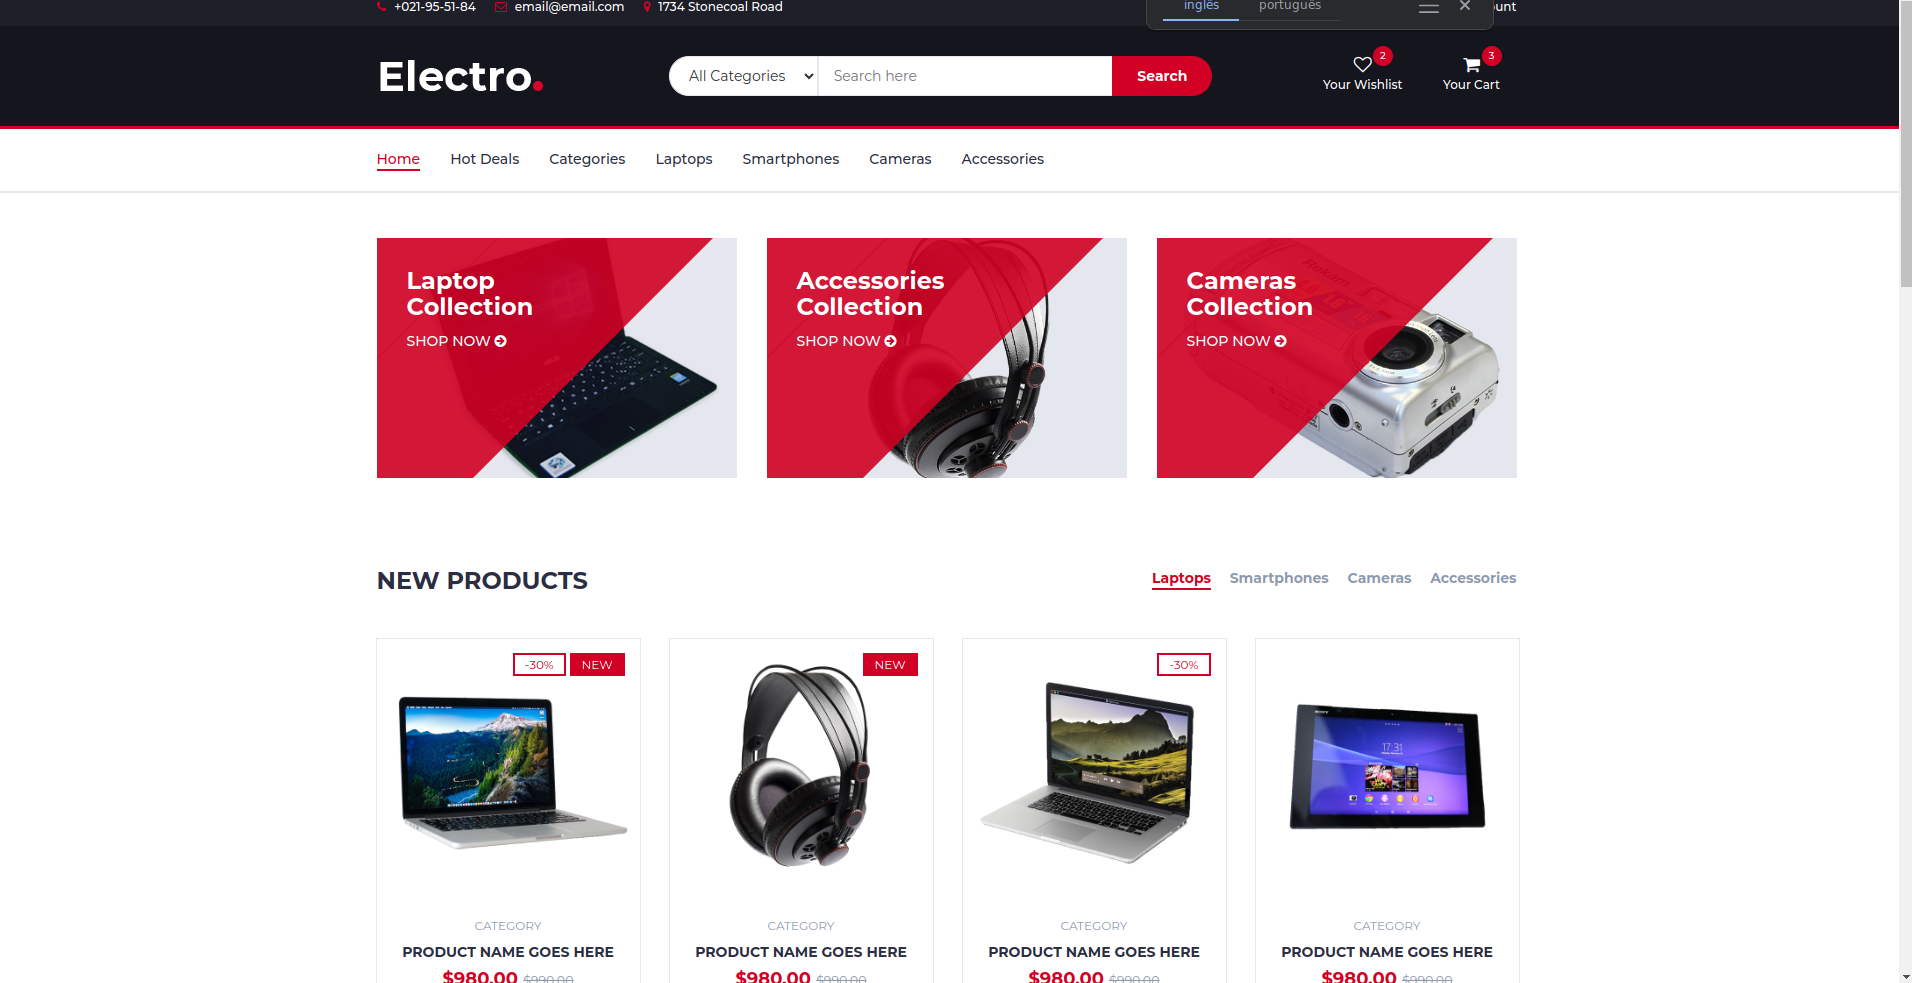 +021-95-51-84 email@email.com 1734 Stonecoal Road
inglês português
Electro.
All Categories Search here Search
2
Your Wishlist
3
Your Cart
Home Hot Deals Categories Laptops Smartphones Cameras Accessories
Laptop
Collection
SHOP NOW
Accessories
Collection
SHOP NOW
Cameras
Collection
SHOP NOW
NEW PRODUCTS
Laptops Smartphones Cameras Accessories
-30% NEW
NEW
-30%
17:31
CATEGORY CATEGORY CATEGORY CATEGORY
PRODUCT NAME GOES HERE PRODUCT NAME GOES HERE PRODUCT NAME GOES HERE PRODUCT NAME GOES HERE
$980.00 $990.00 $980.00 $990.00 $980.00 $990.00 $980.00 $990.00